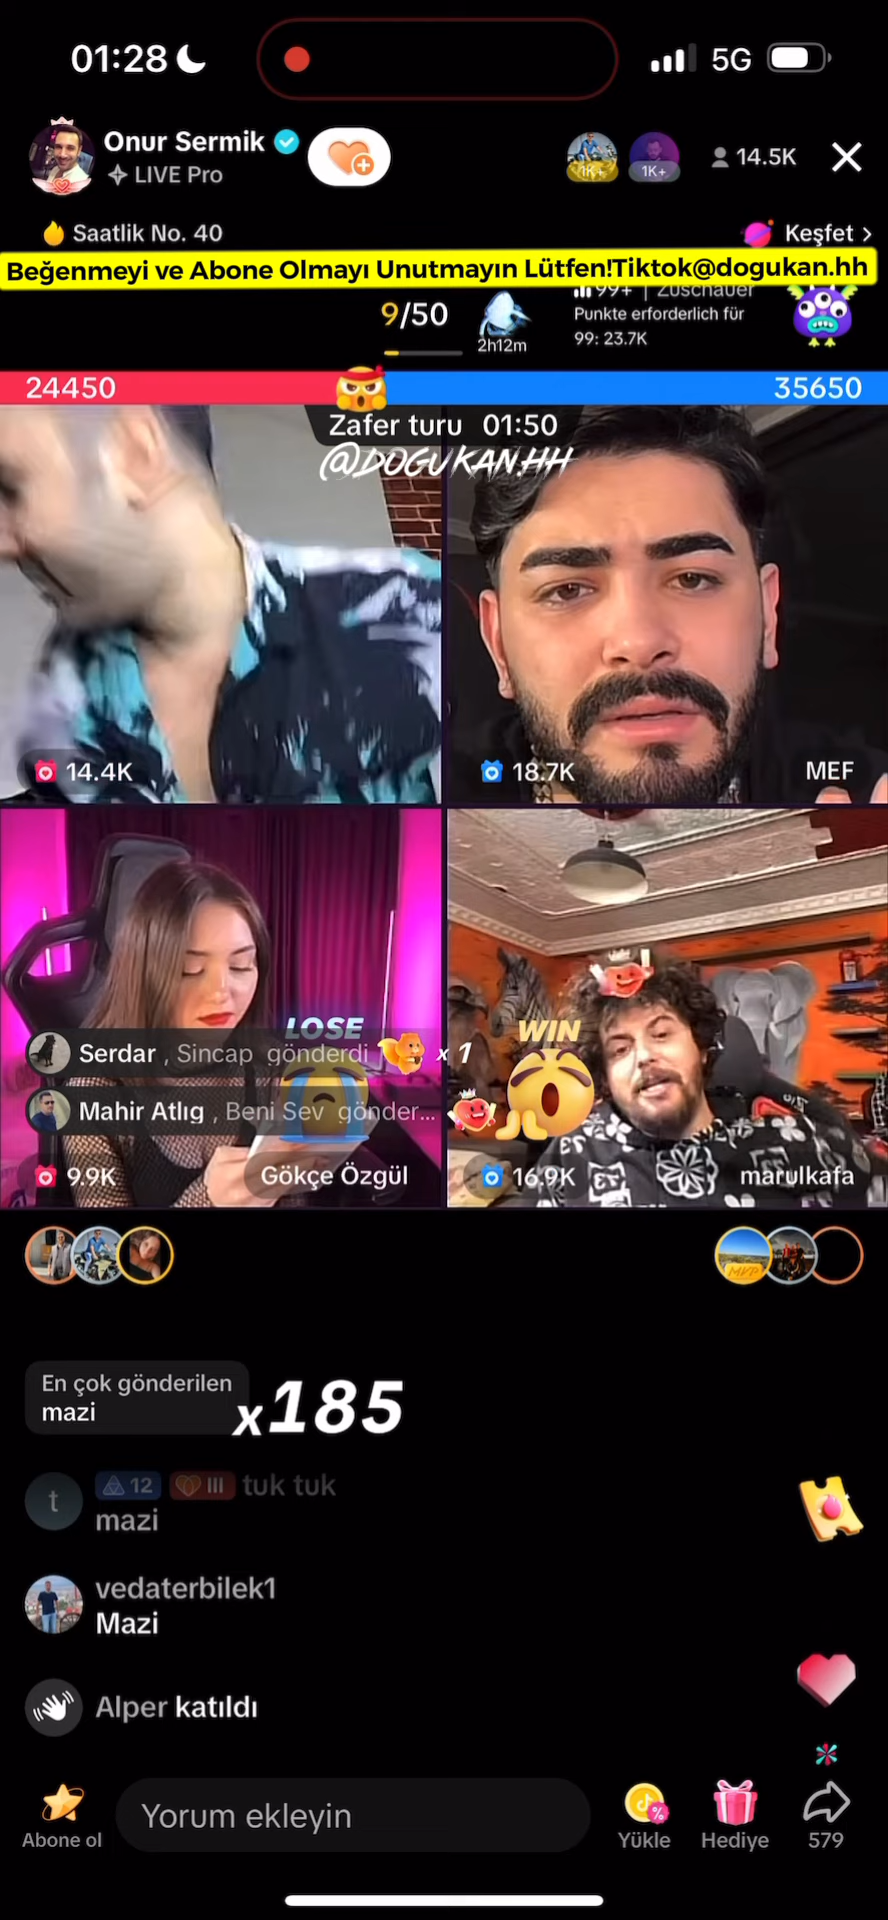 01:28
5G
Onur Sermik
LIVE Pro
1K+
1K+
14.5K
Saatlik No. 40
Keşfet >
Beğenmeyi ve Abone Olmayı Unutmayın Lütfen!Tiktok@dogukan.hh
99+ | Zuschauer
9/50
Punkte erforderlich für
99: 23.7K
2h12m
24450
35650
Zafer turu 01:50
@DOGUKAN.HH
14.4K
18.7K
MEF
LOSE
WIN
Serdar , Sincap gönderdi x 1
Mahir Atlıg , Beni Sev gönder...
9.9K
Gökçe Özgül
16.9K
marulkafa
MVP
En çok gönderilen
mazi
x185
t
12
III
tuk tuk
mazi
vedaterbilek1
Mazi
Alper katıldı
Abone ol
Yorum ekleyin
Yükle
Hediye
579